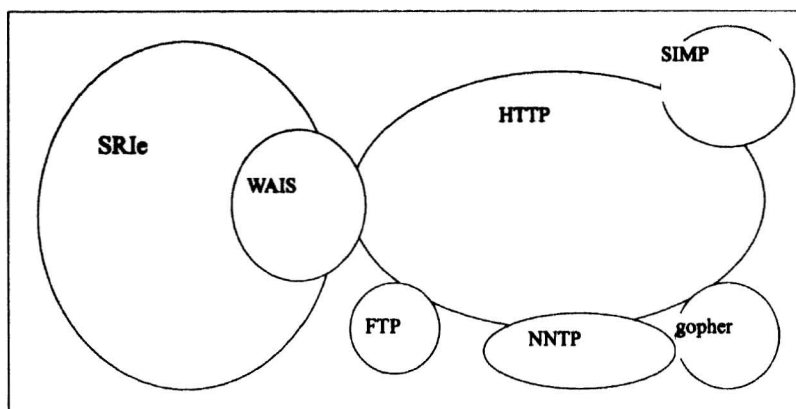 SIMP
HTTP
SRIe
WAIS
FTP
NNTP
gopher